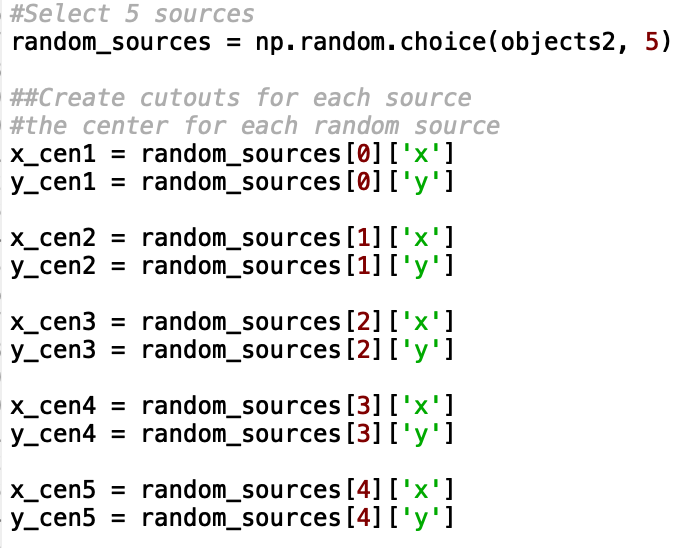 #Select 5 sources
random_sources = np.random.choice(objects2, 5)
##Create cutouts for each source
#the center for each random source
x_cen1 = random_sources[0]['x']
y_cen1 = random_sources[0]['y']
x_cen2 = random_sources[1]['x']
y_cen2 = random_sources[1]['y']
x_cen3 = random_sources[2]['x']
y_cen3 = random_sources[2]['y']
x_cen4 = random_sources[3]['x']
y_cen4 = random_sources[3]['y']
x_cen5 = random_sources[4]['x']
y_cen5 = random_sources[4]['y']